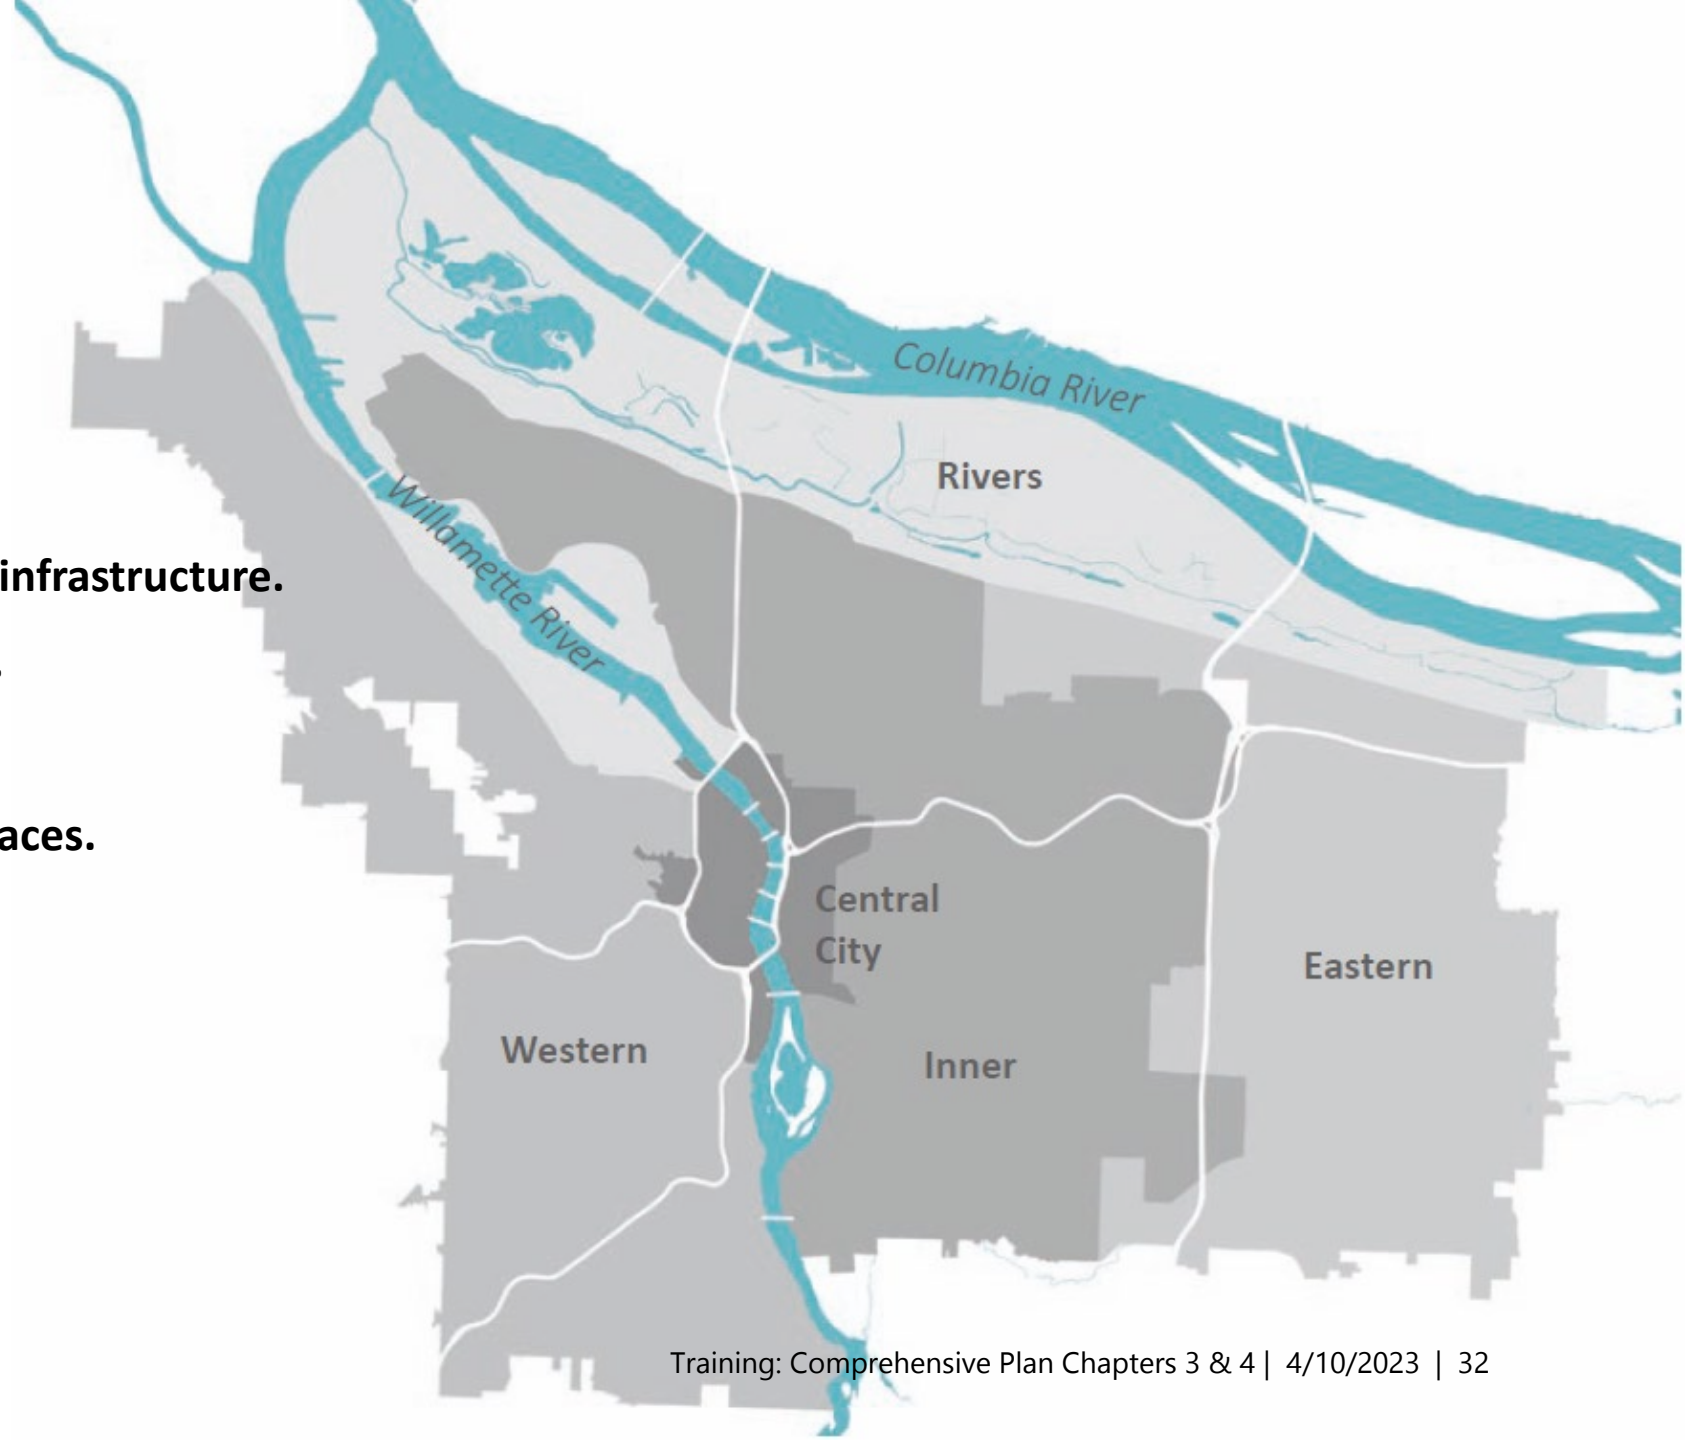 Columbia River
Rivers
Willamette River
infrastructure.
.
aces.
Central
City
Eastern
Western
Inner
Training: Comprehensive Plan Chapters 3 & 4 | 4/10/2023 | 32